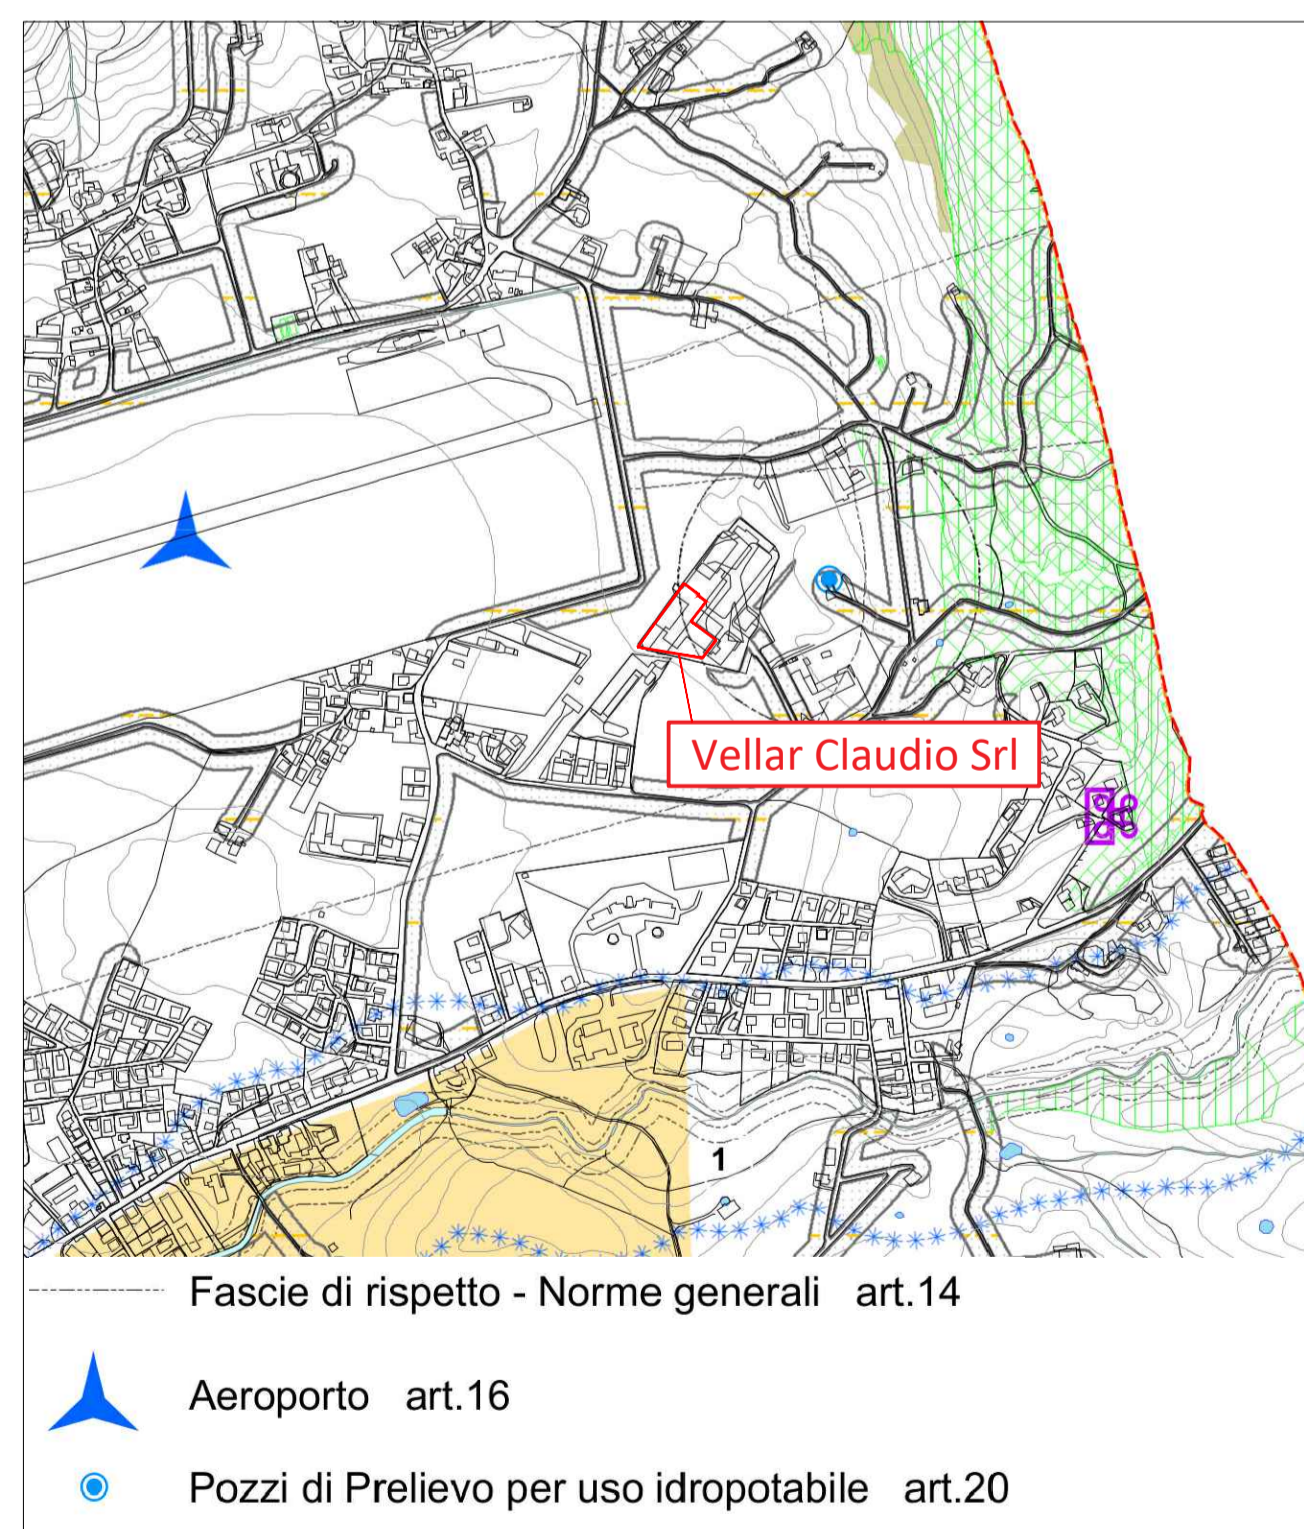 Vellar Claudio Srl
1
Fascie di rispetto - Norme generali art.14
Aeroporto art.16
Pozzi di Prelievo per uso idropotabile art.20